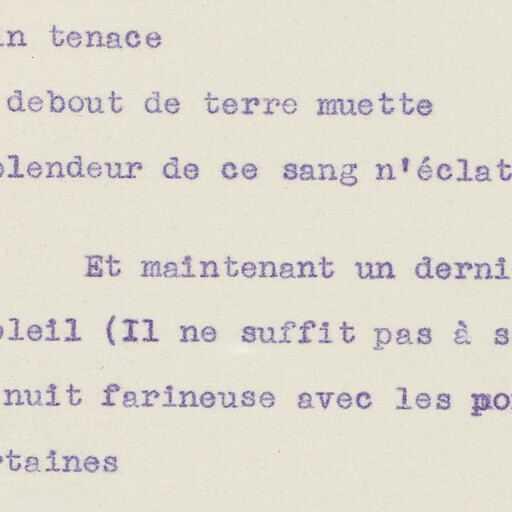 in tenace
debout de terre muette
plendeur de ce sang n'éclat
Et maintenant un derni
oleil (Il ne suffit pas à s
nuit farineuse avec les po
rtaines